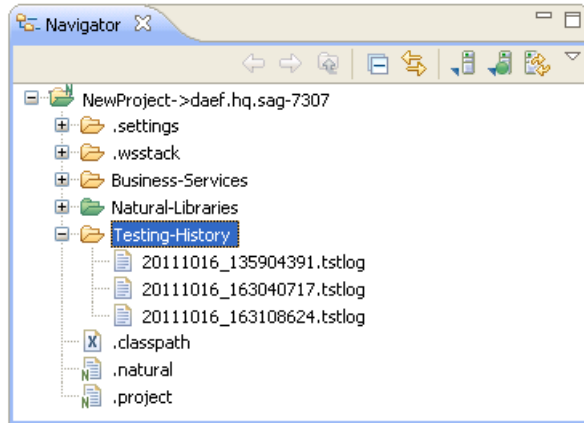 Navigator
NewProject->daef.hq.sag-7307
.settings
.wsstack
Business-Services
Natural-Libraries
Testing-History
20111016_135904391.tstlog
20111016_163040717.tstlog
20111016_163108624.tstlog
.classpath
.natural
.project